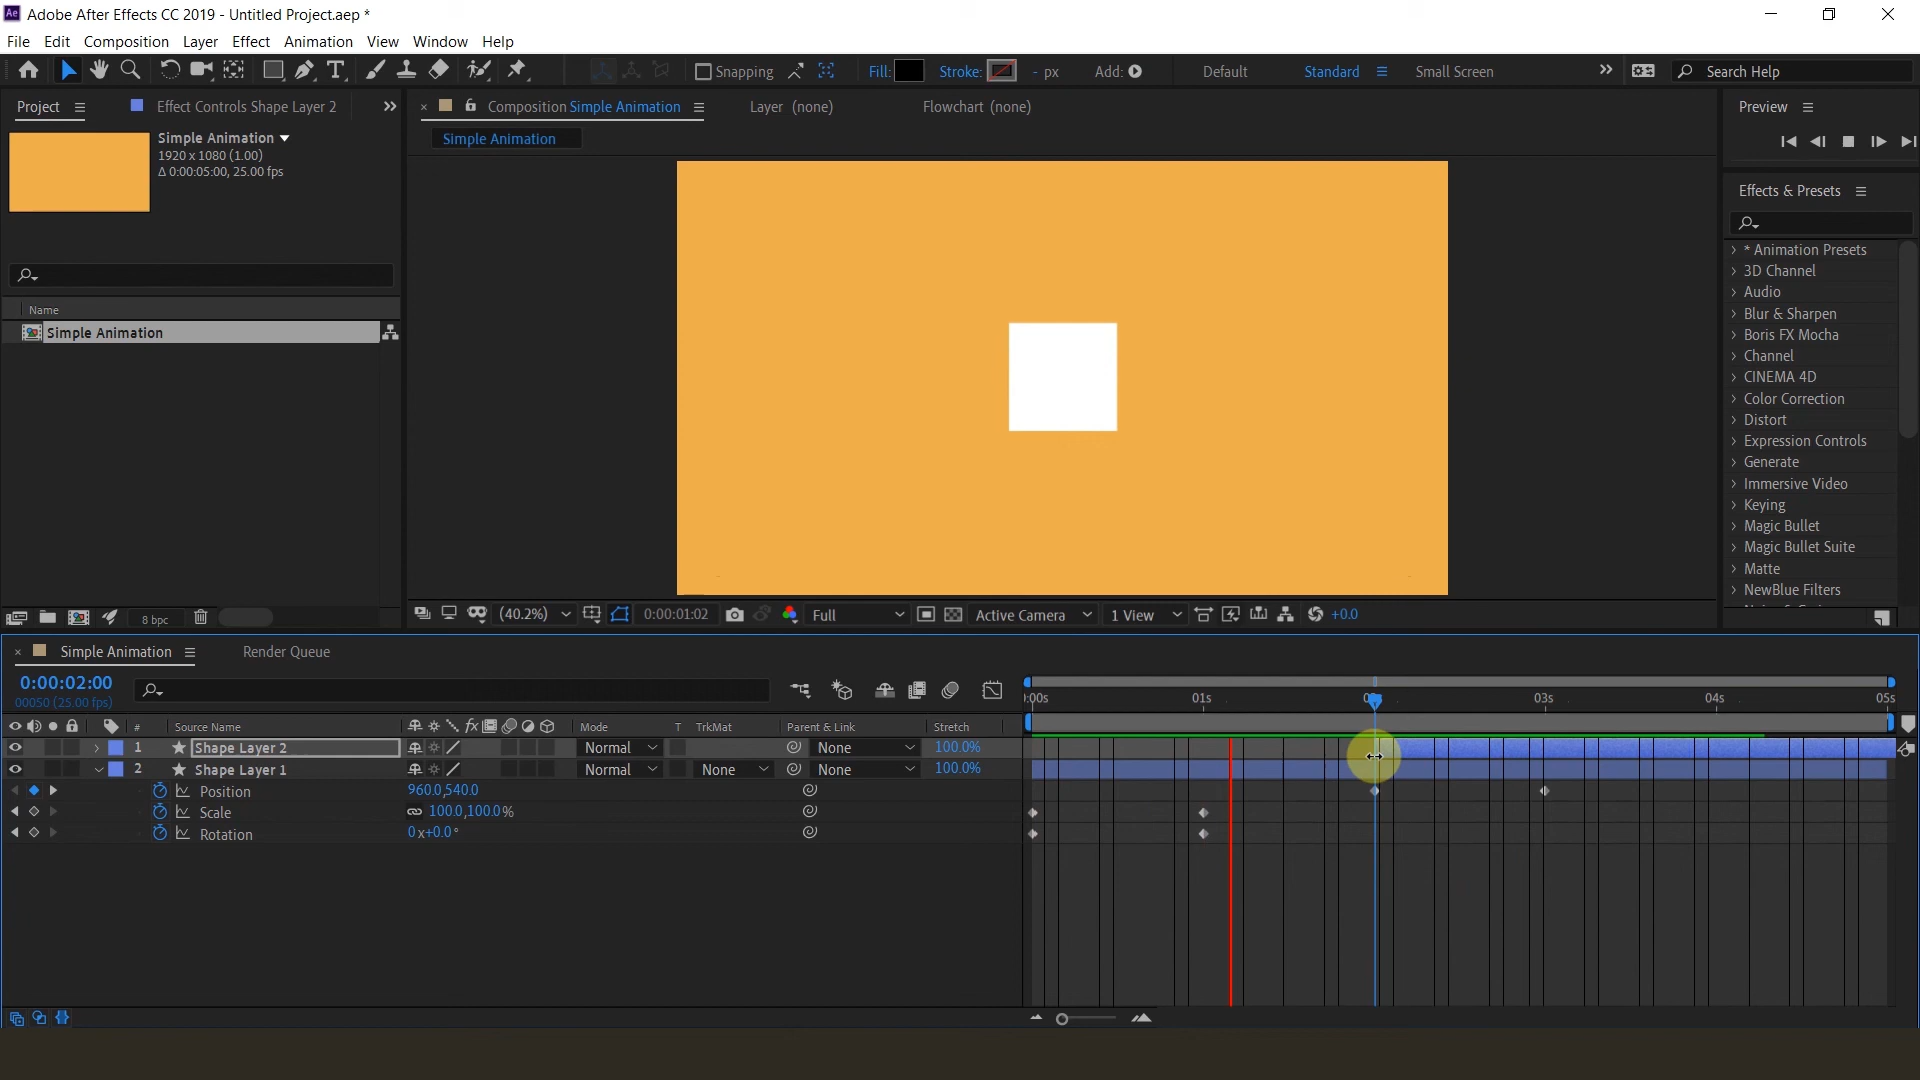 Ae Adobe After Effects CC 2019 - Untitled Project.aep *
File Edit Composition Layer Effect Animation View Window Help
Snapping Fill: Stroke: - px Add: Default Standard Small Screen Search Help
Project Effect Controls Shape Layer 2 Composition Simple Animation Layer (none) Flowchart (none) Preview
Simple Animation
1920 x 1080 (1.00)
Δ 0:00:05:00, 25.00 fps
Simple Animation
Effects & Presets
* Animation Presets
3D Channel
Audio
Blur & Sharpen
Boris FX Mocha
Channel
CINEMA 4D
Color Correction
Distort
Expression Controls
Generate
Immersive Video
Keying
Magic Bullet
Magic Bullet Suite
Matte
NewBlue Filters
Name
Simple Animation
8 bpc
(40.2%) 0:00:01:02 Full Active Camera 1 View +0.0
Simple Animation Render Queue
0:00:02:00
00050 (25.00 fps)
:00s 01s 03s 04s 05s
# Source Name fx Mode T TrkMat Parent & Link Stretch
1 Shape Layer 2 Normal None 100.0%
2 Shape Layer 1 Normal None None 100.0%
Position 960.0,540.0
Scale 100.0,100.0%
Rotation 0x+0.0°